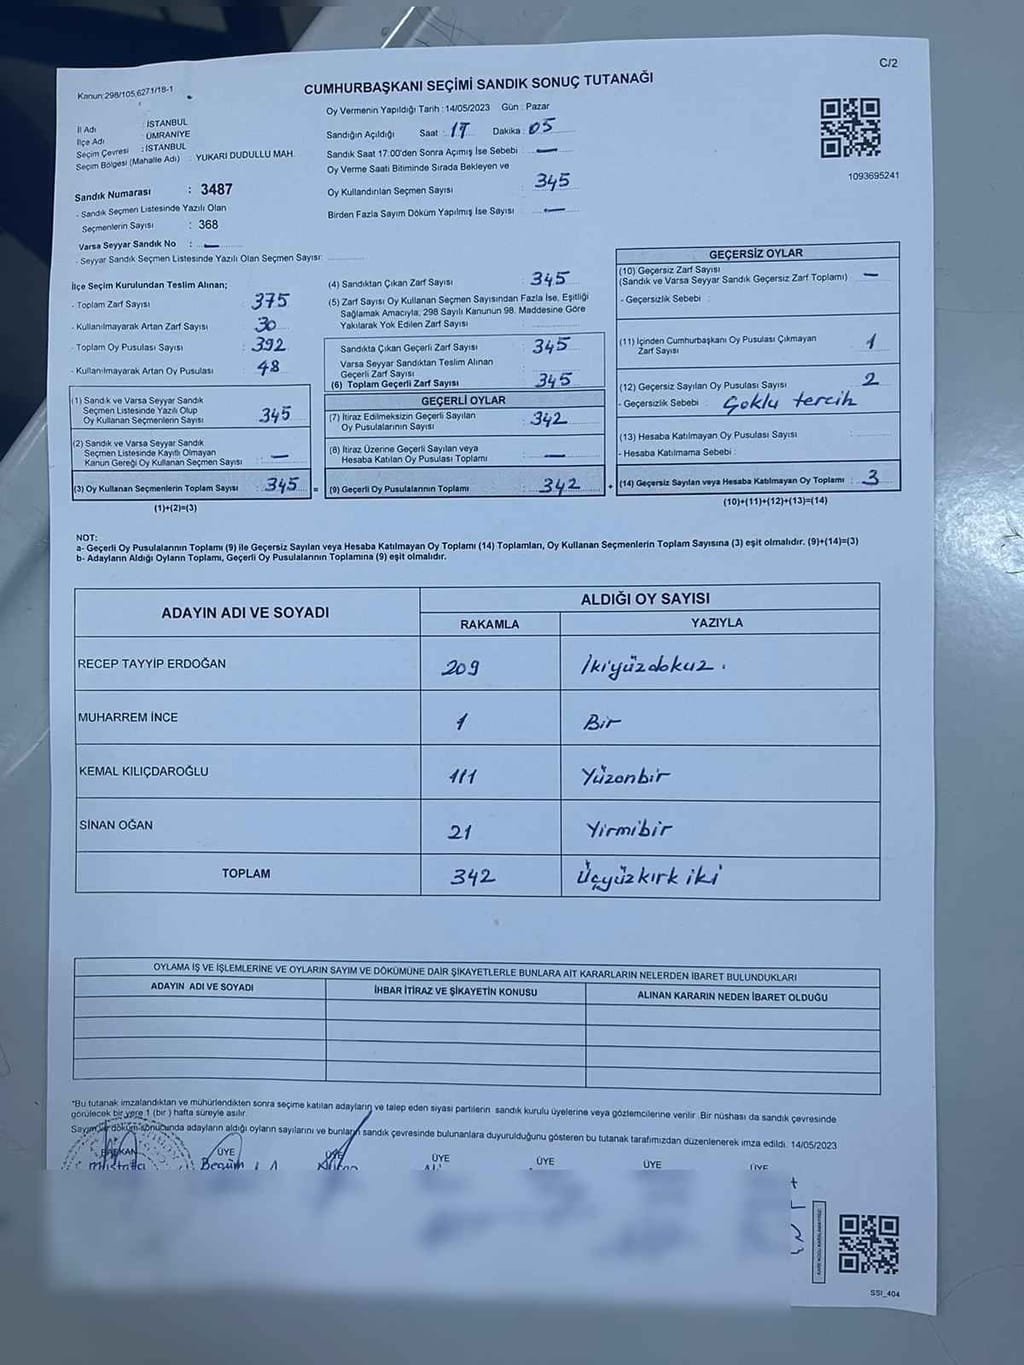 C/2
Kanun:298/105,6271/18-1
CUMHURBAŞKANI SEÇİMİ SANDIK SONUÇ TUTANAĞI
İl Adı : İSTANBUL
İlçe Adı : ÜMRANİYE
Seçim Çevresi : İSTANBUL
Seçim Bölgesi (Mahalle Adı) : YUKARI DUDULLU MAH.
Sandık Numarası : 3487
- Sandık Seçmen Listesinde Yazılı Olan
Seçmenlerin Sayısı : 368
Varsa Seyyar Sandık No : —
- Seyyar Sandık Seçmen Listesinde Yazılı Olan Seçmen Sayısı:
Oy Vermenin Yapıldığı Tarih : 14/05/2023 Gün : Pazar
Sandığın Açıldığı Saat : 17 Dakika : 05
Sandık Saat 17:00'den Sonra Açımış İse Sebebi : —
Oy Verme Saati Bitiminde Sırada Bekleyen ve
Oy Kullandırılan Seçmen Sayısı : 345
Birden Fazla Sayım Döküm Yapılmış İse Sayısı : —
1093695241
İlçe Seçim Kurulundan Teslim Alınan;
- Toplam Zarf Sayısı : 375
- Kullanılmayarak Artan Zarf Sayısı : 30
- Toplam Oy Pusulası Sayısı : 392
- Kullanılmayarak Artan Oy Pusulası : 48
(1) Sandık ve Varsa Seyyar Sandık
Seçmen Listesinde Yazılı Olup
Oy Kullanan Seçmenlerin Sayısı : 345
(2) Sandık ve Varsa Seyyar Sandık
Seçmen Listesinde Kayıtlı Olmayan
Kanun Gereği Oy Kullanan Seçmen Sayısı : —
(3) Oy Kullanan Seçmenlerin Toplam Sayısı : 345 =
(1)+(2)=(3)
(4) Sandıktan Çıkan Zarf Sayısı : 345
(5) Zarf Sayısı Oy Kullanan Seçmen Sayısından Fazla İse, Eşitliği
Sağlamak Amacıyla, 298 Sayılı Kanunun 98. Maddesine Göre
Yakılarak Yok Edilen Zarf Sayısı :
Sandıkta Çıkan Geçerli Zarf Sayısı : 345
Varsa Seyyar Sandıktan Teslim Alınan
Geçerli Zarf Sayısı :
(6) Toplam Geçerli Zarf Sayısı : 345
GEÇERLİ OYLAR
(7) İtiraz Edilmeksizin Geçerli Sayılan
Oy Pusulalarının Sayısı : 342
(8) İtiraz Üzerine Geçerli Sayılan veya
Hesaba Katılan Oy Pusulası Toplamı : —
(9) Geçerli Oy Pusulalarının Toplamı : 342 +
GEÇERSİZ OYLAR
(10) Geçersiz Zarf Sayısı
(Sandık ve Varsa Seyyar Sandık Geçersiz Zarf Toplamı) : —
- Geçersizlik Sebebi :
(11) İçinden Cumhurbaşkanı Oy Pusulası Çıkmayan
Zarf Sayısı : 1
(12) Geçersiz Sayılan Oy Pusulası Sayısı : 2
- Geçersizlik Sebebi : Çoklu tercih
(13) Hesaba Katılmayan Oy Pusulası Sayısı :
- Hesaba Katılmama Sebebi :
(14) Geçersiz Sayılan veya Hesaba Katılmayan Oy Toplamı : 3
(10)+(11)+(12)+(13)=(14)
NOT:
a- Geçerli Oy Pusulalarının Toplamı (9) ile Geçersiz Sayılan veya Hesaba Katılmayan Oy Toplamı (14) Toplamları, Oy Kullanan Seçmenlerin Toplam Sayısına (3) eşit olmalıdır. (9)+(14)=(3)
b- Adayların Aldığı Oyların Toplamı, Geçerli Oy Pusulalarının Toplamına (9) eşit olmalıdır.
ADAYIN ADI VE SOYADI ALDIĞI OY SAYISI
RAKAMLA YAZIYLA
RECEP TAYYİP ERDOĞAN 209 İkiyüzdokuz.
MUHARREM İNCE 1 Bir
KEMAL KILIÇDAROĞLU 111 Yüzonbir
SİNAN OĞAN 21 Yirmibir
TOPLAM 342 Üçyüzkırk iki
OYLAMA İŞ VE İŞLEMLERİNE VE OYLARIN SAYIM VE DÖKÜMÜNE DAİR ŞİKAYETLERLE BUNLARA AİT KARARLARIN NELERDEN İBARET BULUNDUKLARI
ADAYIN ADI VE SOYADI İHBAR İTİRAZ VE ŞİKAYETİN KONUSU ALINAN KARARIN NEDEN İBARET OLDUĞU
*Bu tutanak imzalandıktan ve mühürlendikten sonra seçime katılan adayların ve talep eden siyasi partilerin sandık kurulu üyelerine veya gözlemcilerine verilir. Bir nüshası da sandık çevresinde
görülecek bir yere 1 (bir ) hafta süreyle asılır.
Sayım ve döküm sonucunda adayların aldığı oyların sayılarını ve bunların sandık çevresinde bulunanlara duyurulduğunu gösteren bu tutanak tarafımızdan düzenlenerek imza edildi. 14/05/2023
BAŞKAN ÜYE ÜYE ÜYE ÜYE ÜYE ÜYE
Mustafa Begüm
SSI_404